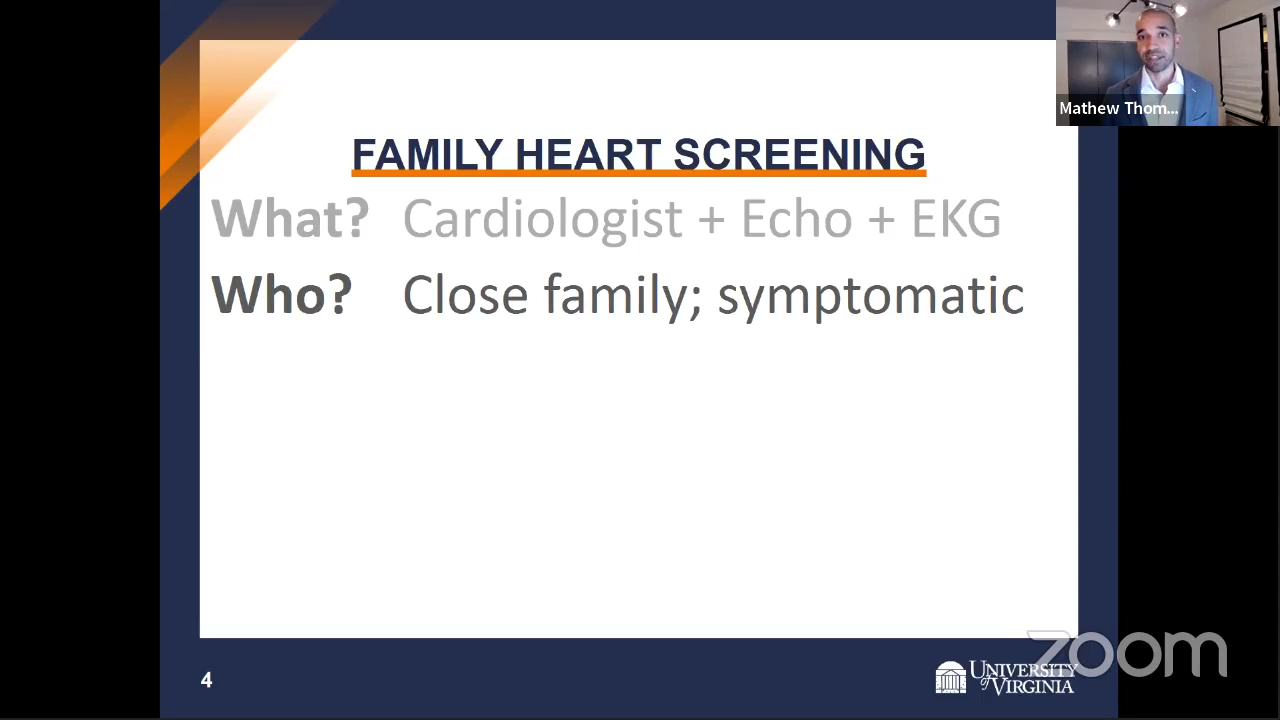 Mathew Thom...
FAMILY HEART SCREENING
What? Cardiologist + Echo + EKG
Who? Close family; symptomatic
4
UNIVERSITY
of VIRGINIA
zoom